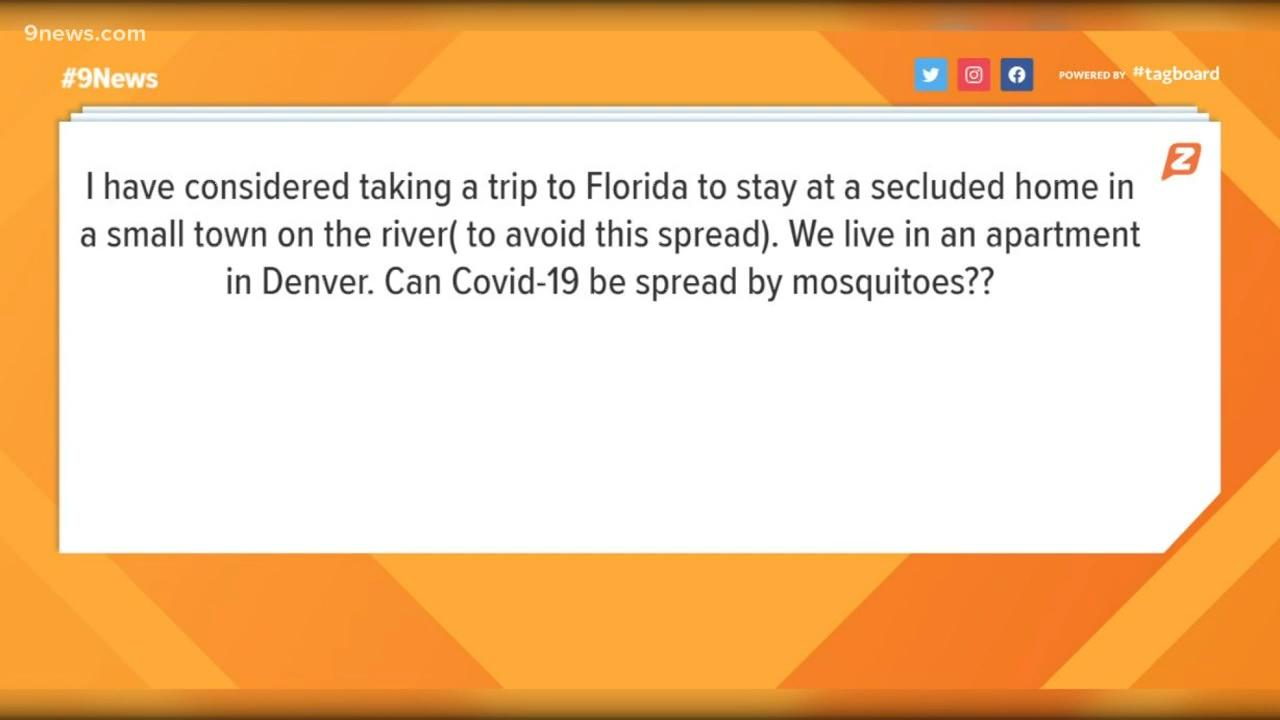 9news.com
#9News
POWERED BY #tagboard
Z
I have considered taking a trip to Florida to stay at a secluded home in
a small town on the river( to avoid this spread). We live in an apartment
in Denver. Can Covid-19 be spread by mosquitoes??